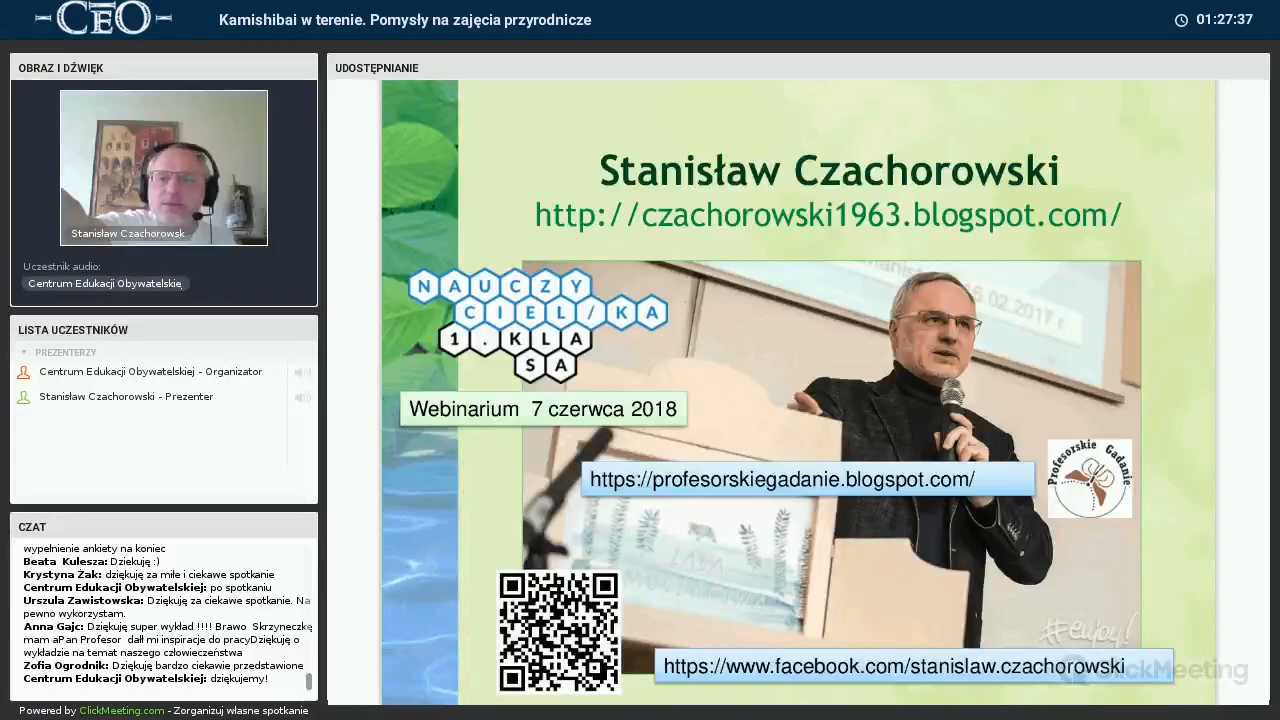 CEO
Kamishibai w terenie. Pomysły na zajęcia przyrodnicze
01:27:37
OBRAZ I DŹWIĘK
Stanisław Czachorowsk
Uczestnik audio:
Centrum Edukacji Obywatelskie
LISTA UCZESTNIKÓW
PREZENTERZY
Centrum Edukacji Obywatelskiej - Organizator
Stanisław Czachorowski - Prezenter
CZAT
wypełnienie ankiety na koniec
Beata Kulesza: Dziekuję :)
Krystyna Żak: dziękuję za miłe i ciekawe spotkanie
Centrum Edukacji Obywatelskiej: po spotkaniu
Urszula Zawistowska: Dziękuję za ciekawe spotkanie. Na
pewno wykorzystam.
Anna Gajc: Dziękuję super wykład !!!! Brawo Skrzyneczkę
mam aPan Profesor dałł mi inspiracje do pracyDziękuję o
wykładzie na temat naszego człowieczeństwa
Zofia Ogrodnik: Dziękuję bardzo ciekawie przedstawione
Centrum Edukacji Obywatelskiej: dziękujemy!
Powered by ClickMeeting.com - Zorganizuj własne spotkanie
UDOSTĘPNIANIE
Stanisław Czachorowski
http://czachorowski1963.blogspot.com/
16 02.2017 r.
NAUCZY
CIEL/KA
1.KLA
SA
Webinarium 7 czerwca 2018
https://profesorskiegadanie.blogspot.com/
Profesorskie Gadanie
#enjoy!
https://www.facebook.com/stanislaw.czachorowski
ClickMeeting